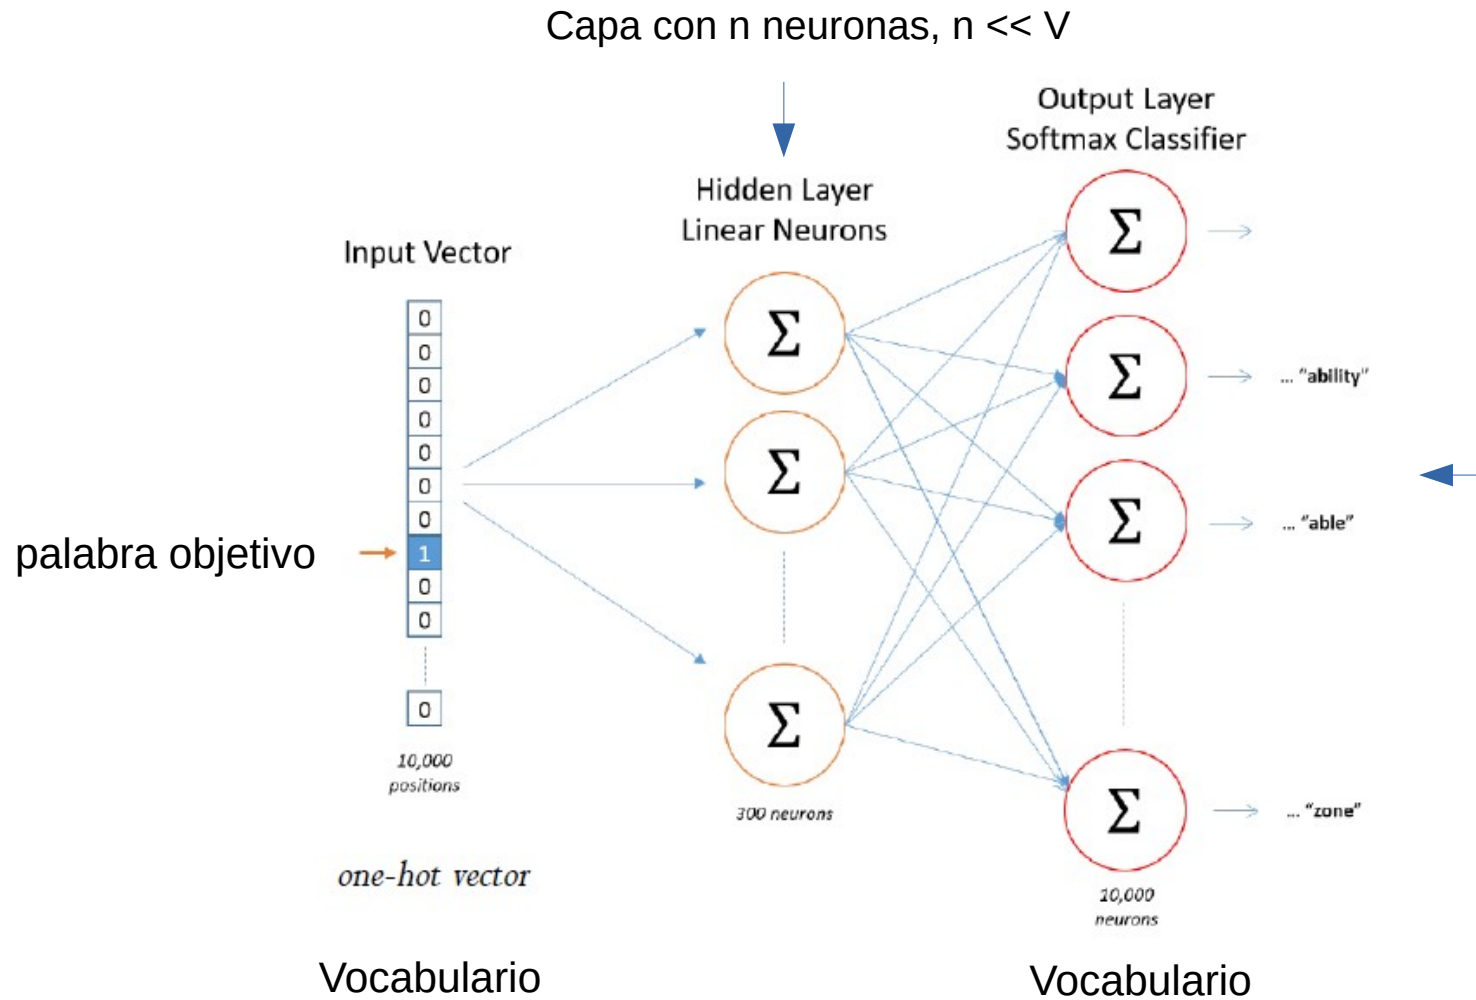 Capa con n neuronas, n << V
Output Layer
Softmax Classifier
Hidden Layer
Linear Neurons
Input Vector
0
0
0
0
0
0
0
palabra objetivo
1
0
0
0
10,000
positions
one-hot vector
Vocabulario
Σ
Σ
Σ
300 neurons
Σ
Σ
... “ability”
Σ
... “able”
Σ
... “zone”
10,000
neurons
Vocabulario